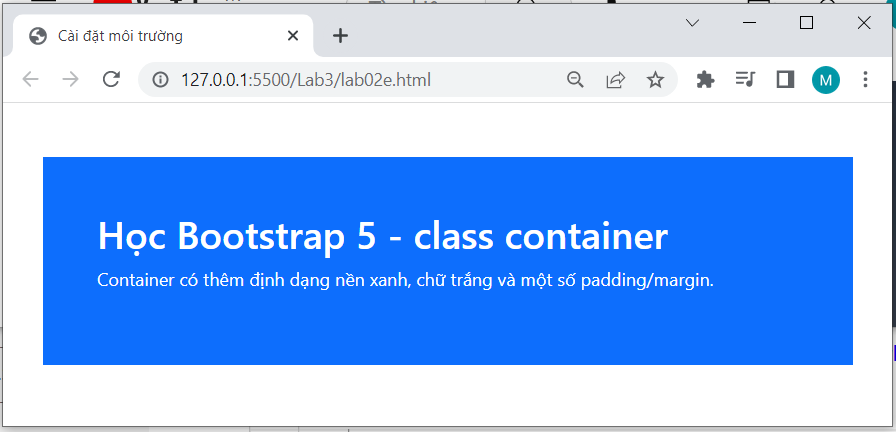 Cài đặt môi trường
127.0.0.1:5500/Lab3/lab02e.html
M
Học Bootstrap 5 - class container
Container có thêm định dạng nền xanh, chữ trắng và một số padding/margin.